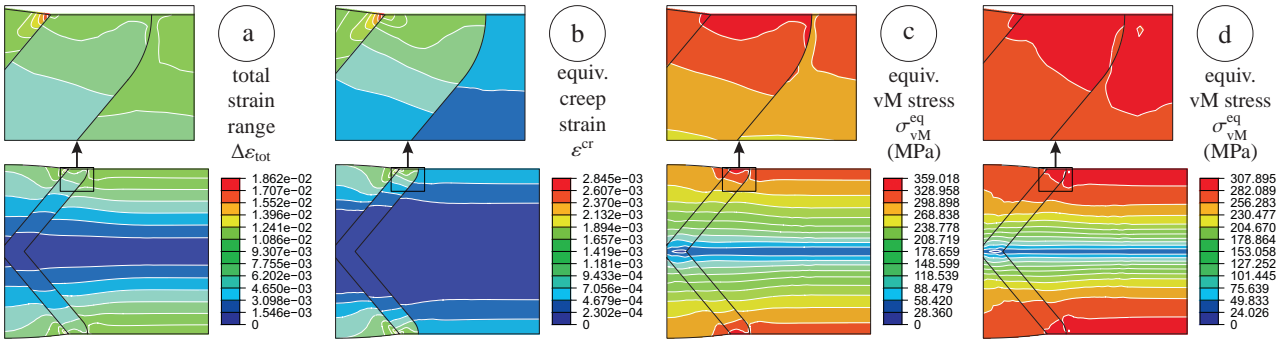 a
total
strain
range
Δεtot
1.862e−02
1.707e−02
1.552e−02
1.396e−02
1.241e−02
1.086e−02
9.307e−03
7.755e−03
6.202e−03
4.650e−03
3.098e−03
1.546e−03
0
b
equiv.
creep
strain
εcr
2.845e−03
2.607e−03
2.370e−03
2.132e−03
1.894e−03
1.657e−03
1.419e−03
1.181e−03
9.433e−04
7.056e−04
4.679e−04
2.302e−04
0
c
equiv.
vM stress
σeqvM
(MPa)
359.018
328.958
298.898
268.838
238.778
208.719
178.659
148.599
118.539
88.479
58.420
28.360
0
d
equiv.
vM stress
σeqvM
(MPa)
307.895
282.089
256.283
230.477
204.670
178.864
153.058
127.252
101.445
75.639
49.833
24.026
0